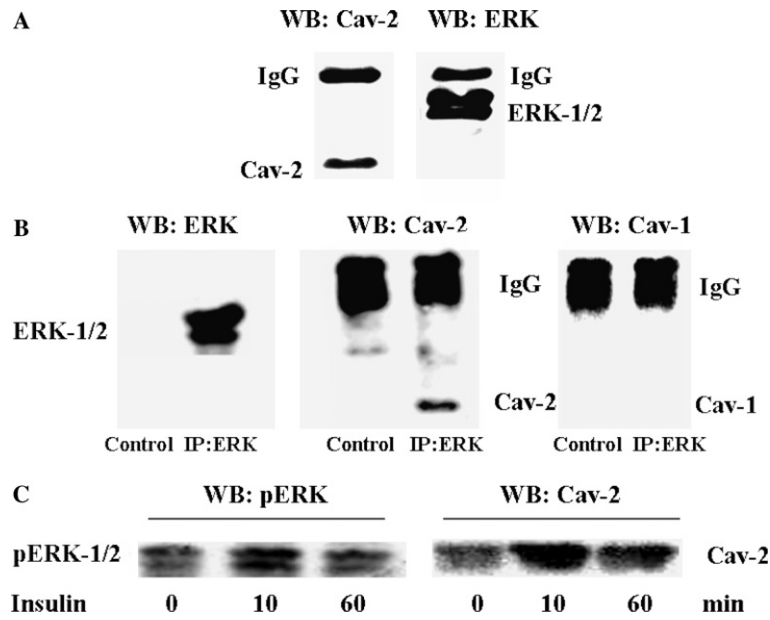 A
WB: Cav-2 WB: ERK
IgG IgG
ERK-1/2
Cav-2
B
WB: ERK WB: Cav-2 WB: Cav-1
IgG IgG
ERK-1/2
Cav-2 Cav-1
Control IP:ERK Control IP:ERK Control IP:ERK
C
WB: pERK WB: Cav-2
pERK-1/2 Cav-2
Insulin 0 10 60 0 10 60 min